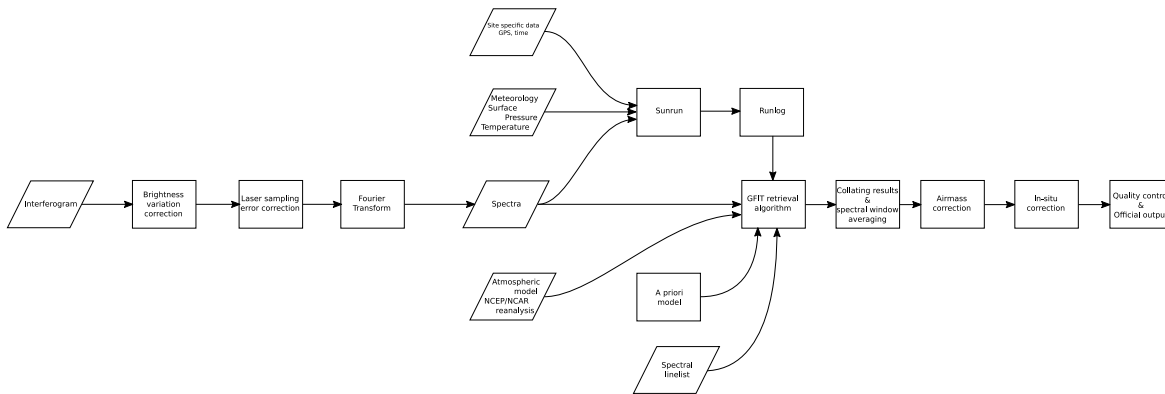 Site specific data
GPS, time
Meteorology
Surface
Pressure
Temperature
Sunrun
Runlog
Interferogram
Brightness
variation
correction
Laser sampling
error correction
Fourier
Transform
Spectra
GFIT retrieval
algorithm
Collating results
&
spectral window
averaging
Airmass
correction
In-situ
correction
Quality control
&
Official output
Atmospheric
model
NCEP/NCAR
reanalysis
A priori
model
Spectral
linelist